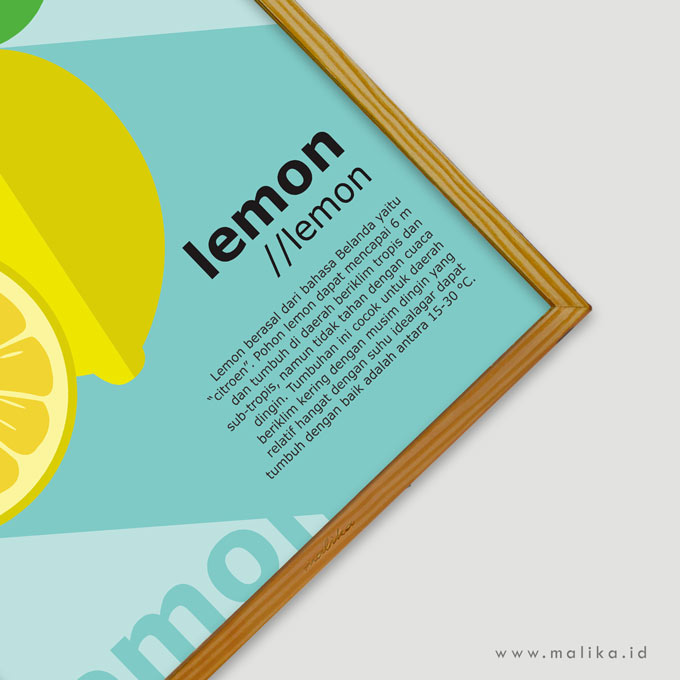 lemon
//lemon
Lemon berasal dari bahasa Belanda yaitu
“citroen”. Pohon lemon dapat mencapai 6 m
dan tumbuh di daerah beriklim tropis dan
sub-tropis, namun tidak tahan dengan cuaca
dingin. Tumbuhan ini cocok untuk daerah
beriklim kering dengan musim dingin yang
relatif hangat dengan suhu idealagar dapat
tumbuh dengan baik adalah antara 15-30 °C.
emon
www.malika.id